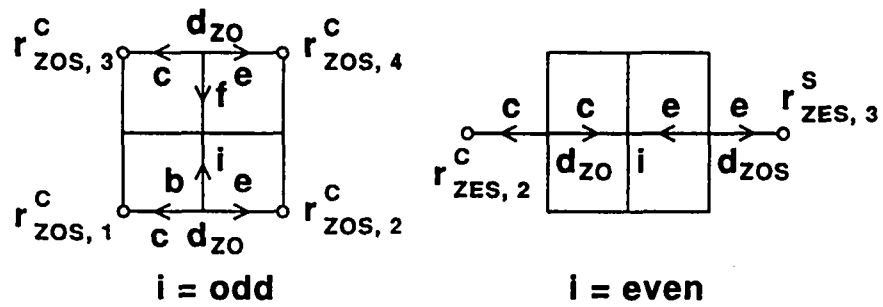 r^C_ZOS, 3 d_ZO r^C_ZOS, 4
c e
f
b i
r^C_ZOS, 1 c d_ZO e r^C_ZOS, 2
i = odd
c c e e r^S_ZES, 3
r^C_ZES, 2 d_ZO i d_ZOS
i = even